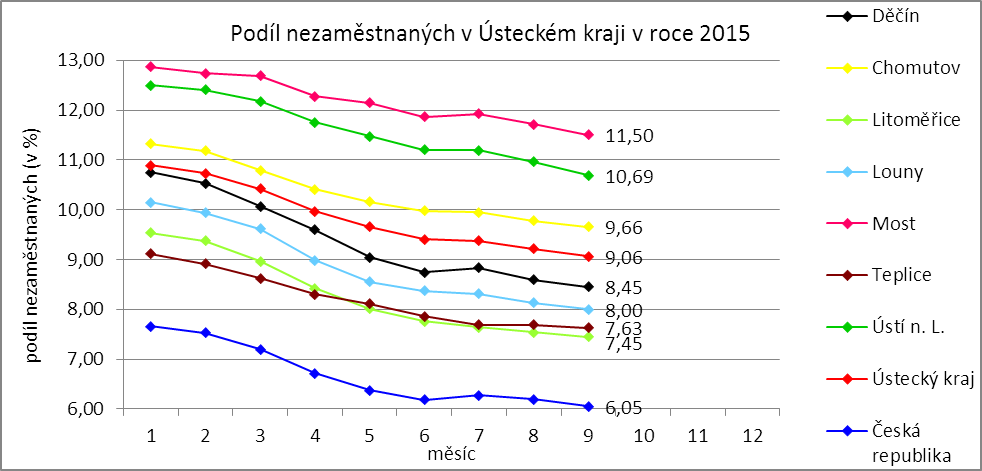 Podíl nezaměstnaných v Ústeckém kraji v roce 2015
podíl nezaměstnaných (v %)
13,00
12,00
11,00
10,00
9,00
8,00
7,00
6,00
11,50
10,69
9,66
9,06
8,45
8,00
7,63
7,45
6,05
1 2 3 4 5 6 7 8 9 10 11 12
měsíc
Děčín
Chomutov
Litoměřice
Louny
Most
Teplice
Ústí n. L.
Ústecký kraj
Česká
republika